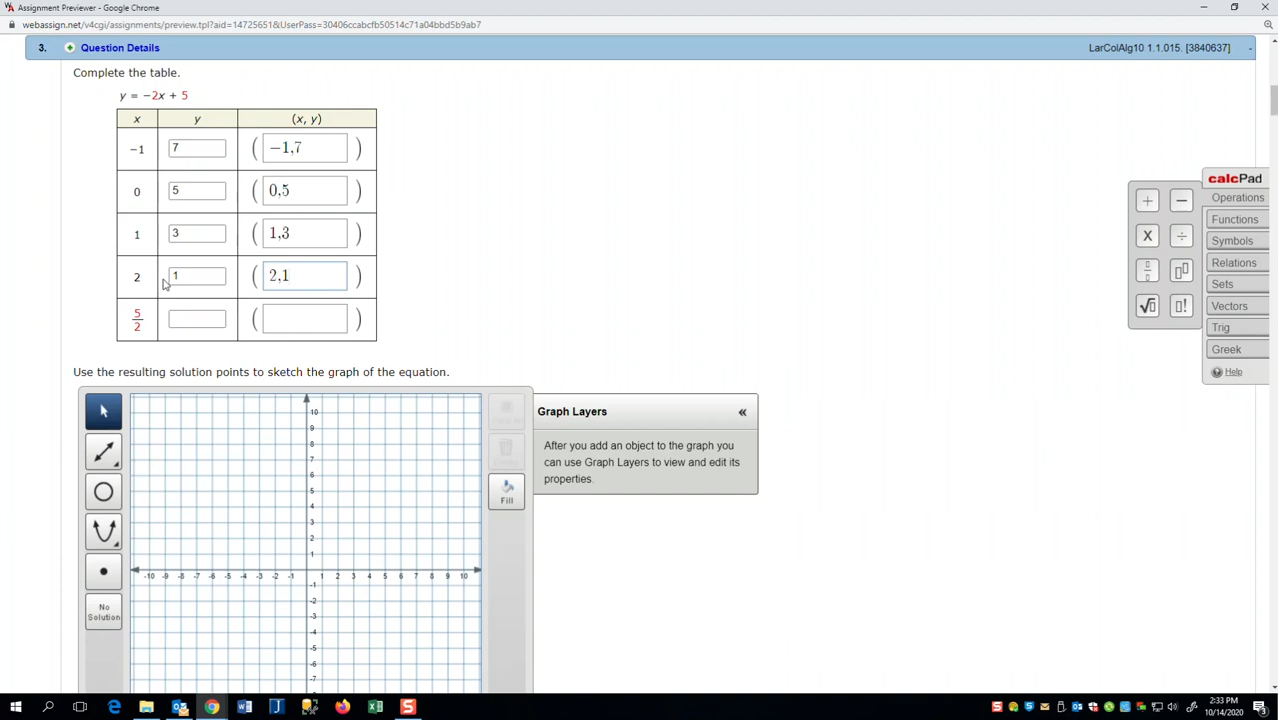 Assignment Previewer - Google Chrome
webassign.net/v4cgi/assignments/preview.tpl?aid=14725651&UserPass=30406ccabcfb50514c71a04bbd5b9ab7
3. Question Details LarColAlg10 1.1.015. [3840637] -
Complete the table.
y = −2x + 5
x y (x, y)
−1 7 ( −1,7 )
0 5 ( 0,5 )
1 3 ( 1,3 )
2 1 ( 2,1 )
5/2 ( )
Use the resulting solution points to sketch the graph of the equation.
Graph Layers «
After you add an object to the graph you
can use Graph Layers to view and edit its
properties.
Fill
No
Solution
10
9
8
7
6
5
4
3
2
1
-10 -9 -8 -7 -6 -5 -4 -3 -2 -1 1 2 3 4 5 6 7 8 9 10
-1
-2
-3
-4
-5
-6
calcPad
Operations
Functions
Symbols
Relations
Sets
Vectors
Trig
Greek
Help
+ −
X ÷
√ !
2:33 PM
10/14/2020